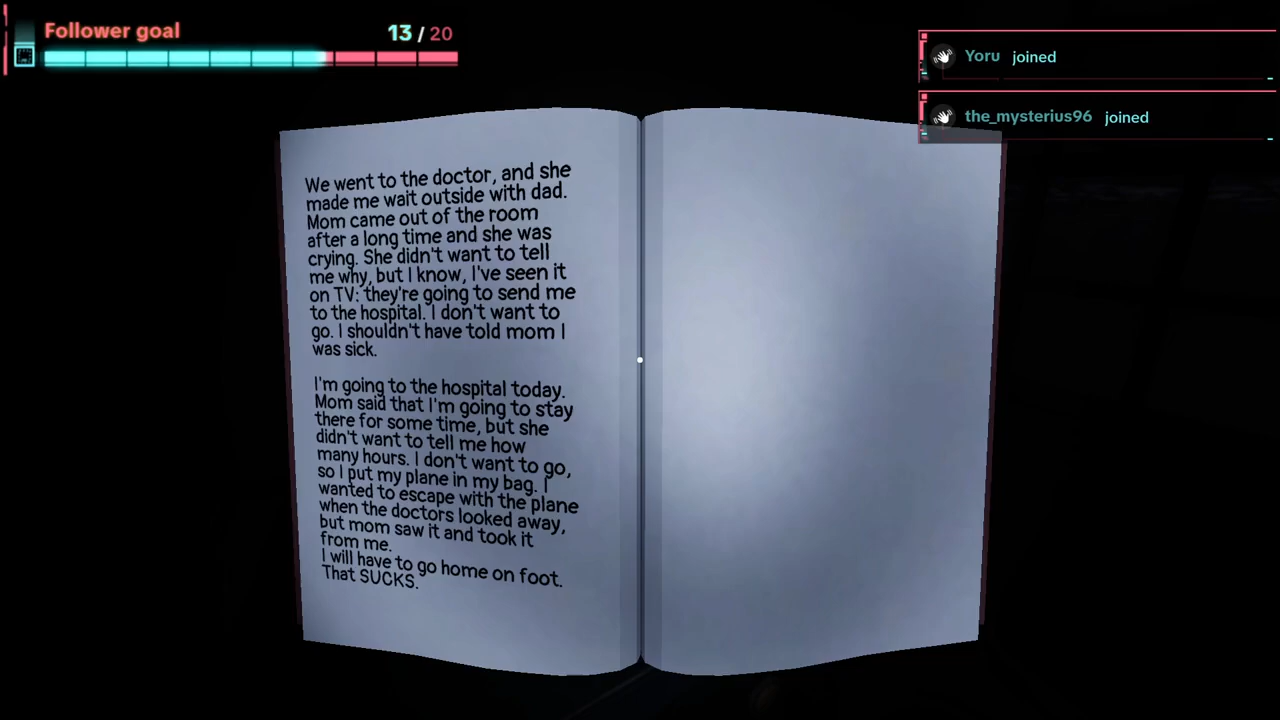 Follower goal
13 / 20
Yoru joined
the_mysterius96 joined
We went to the doctor, and she
made me wait outside with dad.
Mom came out of the room
after a long time and she was
crying. She didn't want to tell
me why, but I know, I've seen it
on TV: they're going to send me
to the hospital. I don't want to
go. I shouldn't have told mom I
was sick.
I'm going to the hospital today.
Mom said that I'm going to stay
there for some time, but she
didn't want to tell me how
many hours. I don't want to go,
so I put my plane in my bag. I
wanted to escape with the plane
when the doctors looked away,
but mom saw it and took it
from me.
I will have to go home on foot.
That SUCKS.